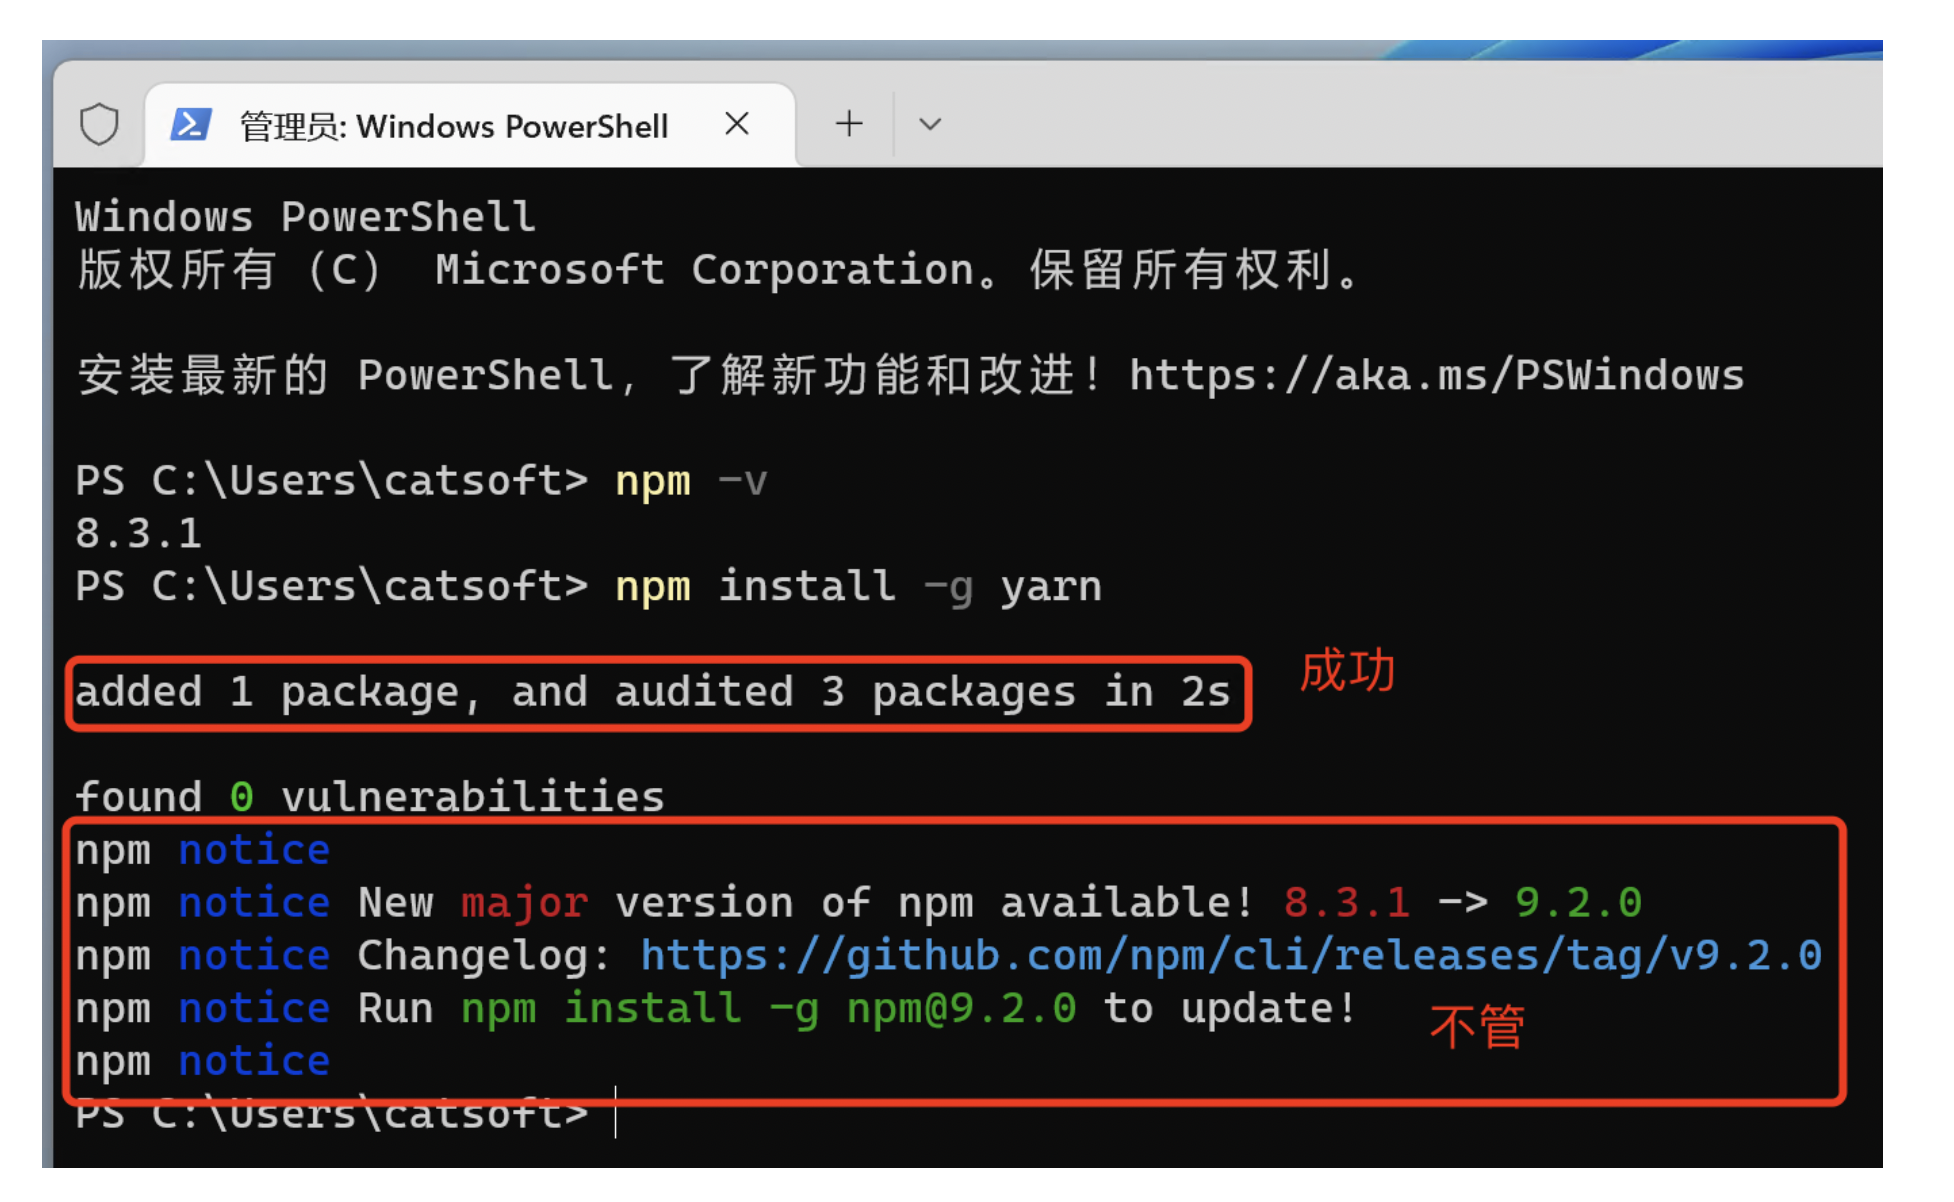 管理员: Windows PowerShell
Windows PowerShell
版权所有 (C) Microsoft Corporation。保留所有权利。
安装最新的 PowerShell，了解新功能和改进！https://aka.ms/PSWindows
PS C:\Users\catsoft> npm -v
8.3.1
PS C:\Users\catsoft> npm install -g yarn
added 1 package, and audited 3 packages in 2s
成功
found 0 vulnerabilities
npm notice
npm notice New major version of npm available! 8.3.1 -> 9.2.0
npm notice Changelog: https://github.com/npm/cli/releases/tag/v9.2.0
npm notice Run npm install -g npm@9.2.0 to update!
不管
npm notice
PS C:\Users\catsoft>